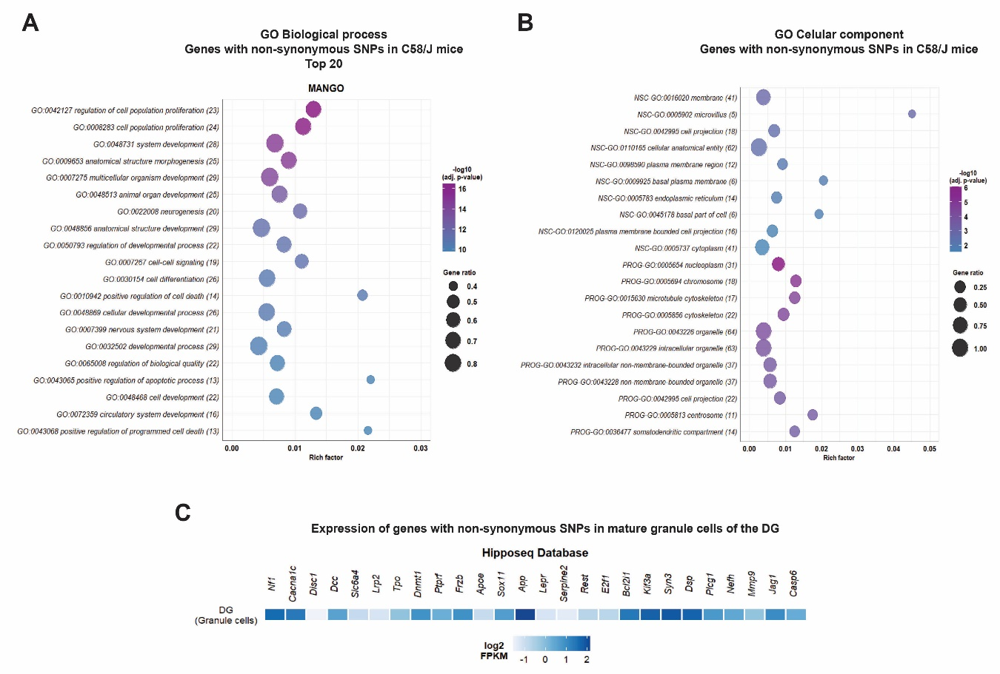 A
GO Biological process
Genes with non-synonymous SNPs in C58/J mice
Top 20
MANGO
GO:0042127 regulation of cell population proliferation (23)
GO:0008283 cell population proliferation (24)
GO:0048731 system development (28)
GO:0009653 anatomical structure morphogenesis (25)
GO:0007275 multicellular organism development (29)
GO:0048513 animal organ development (25)
GO:0022008 neurogenesis (20)
GO:0048856 anatomical structure development (29)
GO:0050793 regulation of developmental process (22)
GO:0007267 cell-cell signaling (19)
GO:0030154 cell differentiation (26)
GO:0010942 positive regulation of cell death (14)
GO:0048869 cellular developmental process (26)
GO:0007399 nervous system development (21)
GO:0032502 developmental process (29)
GO:0065008 regulation of biological quality (22)
GO:0043065 positive regulation of apoptotic process (13)
GO:0048468 cell development (22)
GO:0072359 circulatory system development (16)
GO:0043068 positive regulation of programmed cell death (13)
0.00 0.01 0.02 0.03
Rich factor
-log10
(adj. p-value)
16
14
12
10
Gene ratio
0.4
0.5
0.6
0.7
0.8
B
GO Celular component
Genes with non-synonymous SNPs in C58/J mice
NSC-GO:0016020 membrane (41)
NSC-GO:0005902 microvillus (5)
NSC-GO:0042995 cell projection (18)
NSC-GO:0110165 cellular anatomical entity (62)
NSC-GO:0098590 plasma membrane region (12)
NSC-GO:0009925 basal plasma membrane (6)
NSC-GO:0005783 endoplasmic reticulum (14)
NSC-GO:0045178 basal part of cell (6)
NSC-GO:0120025 plasma membrane bounded cell projection (16)
NSC-GO:0005737 cytoplasm (41)
PROG-GO:0005654 nucleoplasm (31)
PROG-GO:0005694 chromosome (18)
PROG-GO:0015630 microtubule cytoskeleton (17)
PROG-GO:0005856 cytoskeleton (22)
PROG-GO:0043226 organelle (64)
PROG-GO:0043229 intracellular organelle (63)
PROG-GO:0043232 intracellular non-membrane-bounded organelle (37)
PROG-GO:0043228 non-membrane-bounded organelle (37)
PROG-GO:0042995 cell projection (22)
PROG-GO:0005813 centrosome (11)
PROG-GO:0036477 somatodendritic compartment (14)
0.00 0.01 0.02 0.03 0.04 0.05
Rich factor
-log10
(adj. p-value)
6
5
4
3
2
Gene ratio
0.25
0.50
0.75
1.00
C
Expression of genes with non-synonymous SNPs in mature granule cells of the DG
Hipposeq Database
Nf1 Cacna1c Disc1 Dcc Slc6a4 Lrp2 Tpo Dnmt1 Ptprf Frzb Apoe Sox11 App Lepr Serpine2 Rest E2f1 Bcl2l1 Kif3a Syn3 Dsp Plcg1 Nefh Mmp9 Jag1 Casp6
DG
(Granule cells)
log2
FPKM
-1 0 1 2